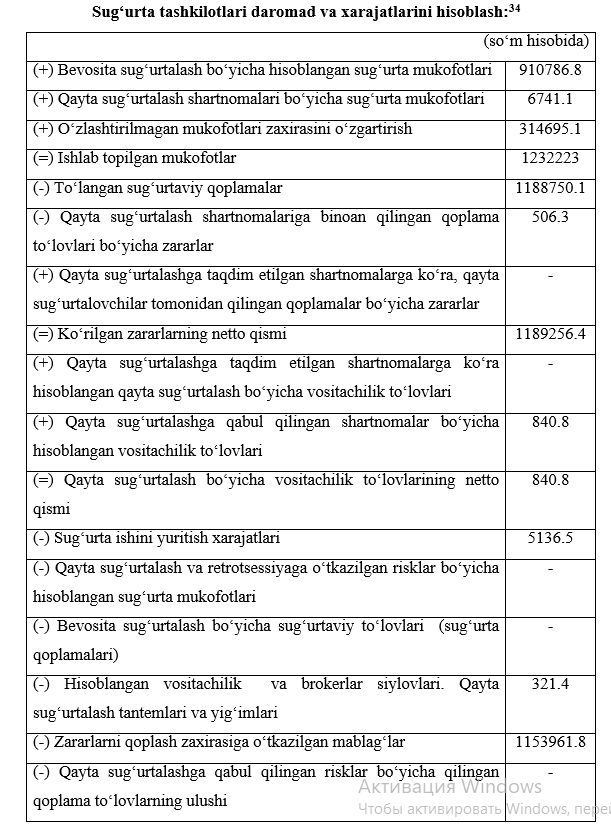 Sug‘urta tashkilotlari daromad va xarajatlarini hisoblash:34
(so‘m hisobida)
(+) Bevosita sug‘urtalash bo‘yicha hisoblangan sug‘urta mukofotlari 910786.8
(+) Qayta sug‘urtalash shartnomalari bo‘yicha sug‘urta mukofotlari 6741.1
(+) O‘zlashtirilmagan mukofotlari zaxirasini o‘zgartirish 314695.1
(=) Ishlab topilgan mukofotlar 1232223
(-) To‘langan sug‘urtaviy qoplamalar 1188750.1
(-) Qayta sug‘urtalash shartnomalariga binoan qilingan qoplama 506.3
to‘lovlari bo‘yicha zararlar
(+) Qayta sug‘urtalashga taqdim etilgan shartnomalarga ko‘ra, qayta -
sug‘urtalovchilar tomonidan qilingan qoplamalar bo‘yicha zararlar
(=) Ko‘rilgan zararlarning netto qismi 1189256.4
(+) Qayta sug‘urtalashga taqdim etilgan shartnomalarga ko‘ra -
hisoblangan qayta sug‘urtalash bo‘yicha vositachilik to‘lovlari
(+) Qayta sug‘urtalashga qabul qilingan shartnomalar bo‘yicha 840.8
hisoblangan vositachilik to‘lovlari
(=) Qayta sug‘urtalash bo‘yicha vositachilik to‘lovlarining netto 840.8
qismi
(-) Sug‘urta ishini yuritish xarajatlari 5136.5
(-) Qayta sug‘urtalash va retrotsessiyaga o‘tkazilgan risklar bo‘yicha -
hisoblangan sug‘urta mukofotlari
(-) Bevosita sug‘urtalash bo‘yicha sug‘urtaviy to‘lovlari (sug‘urta -
qoplamalari)
(-) Hisoblangan vositachilik va brokerlar siylovlari. Qayta 321.4
sug‘urtalash tantemlari va yig‘imlari
(-) Zararlarni qoplash zaxirasiga o‘tkazilgan mablag‘lar 1153961.8
(-) Qayta sug‘urtalashga qabul qilingan risklar bo‘yicha qilingan -
qoplama to‘lovlarning ulushi
Активация Windows
Чтобы активировать Windows, перей